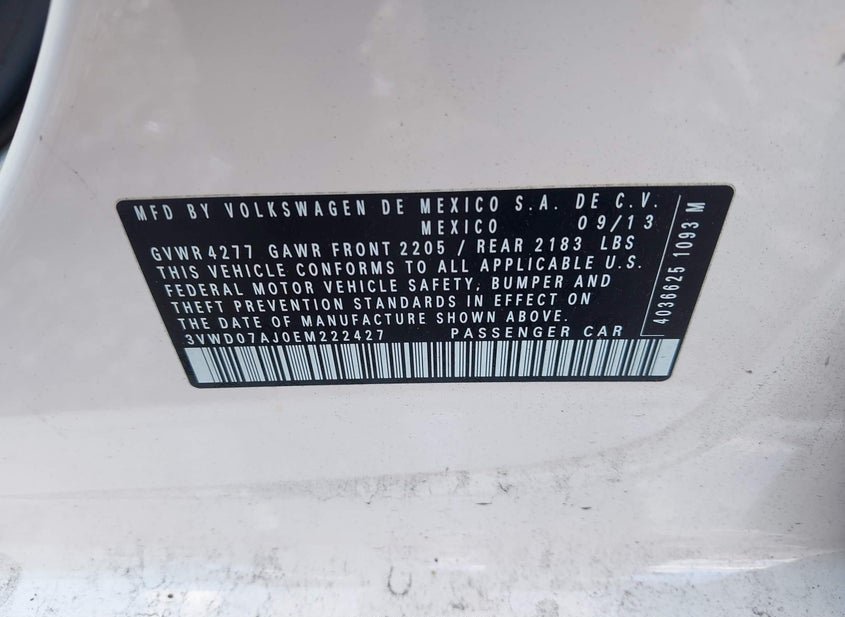 MFD BY VOLKSWAGEN DE MEXICO S.A. DE C.V.
MEXICO 09/13
GVWR 4277 GAWR FRONT 2205 / REAR 2183 LBS
THIS VEHICLE CONFORMS TO ALL APPLICABLE U.S.
FEDERAL MOTOR VEHICLE SAFETY, BUMPER AND
THEFT PREVENTION STANDARDS IN EFFECT ON
THE DATE OF MANUFACTURE SHOWN ABOVE.
3VWD07AJ0EM222427 PASSENGER CAR
4036625 1093 M